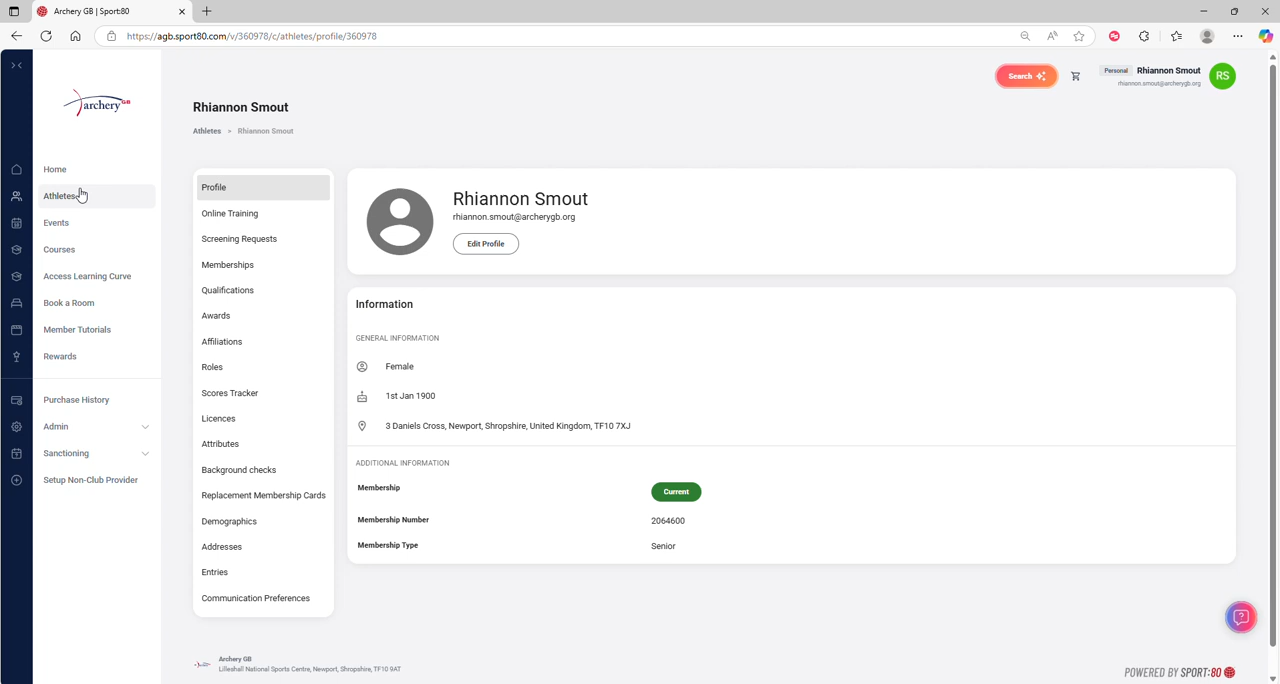 Archery GB | Sport:80
https://agb.sport80.com/v/360978/c/athletes/profile/360978
archery GB
Search
Personal Rhiannon Smout
rhiannon.smout@archerygb.org
RS
Rhiannon Smout
Athletes > Rhiannon Smout
Home
Athletes
Events
Courses
Access Learning Curve
Book a Room
Member Tutorials
Rewards
Purchase History
Admin
Sanctioning
Setup Non-Club Provider
Profile
Online Training
Screening Requests
Memberships
Qualifications
Awards
Affiliations
Roles
Scores Tracker
Licences
Attributes
Background checks
Replacement Membership Cards
Demographics
Addresses
Entries
Communication Preferences
Rhiannon Smout
rhiannon.smout@archerygb.org
Edit Profile
Information
GENERAL INFORMATION
Female
1st Jan 1900
3 Daniels Cross, Newport, Shropshire, United Kingdom, TF10 7XJ
ADDITIONAL INFORMATION
Membership Current
Membership Number 2064600
Membership Type Senior
Archery GB
Lilleshall National Sports Centre, Newport, Shropshire, TF10 9AT
POWERED BY SPORT:80